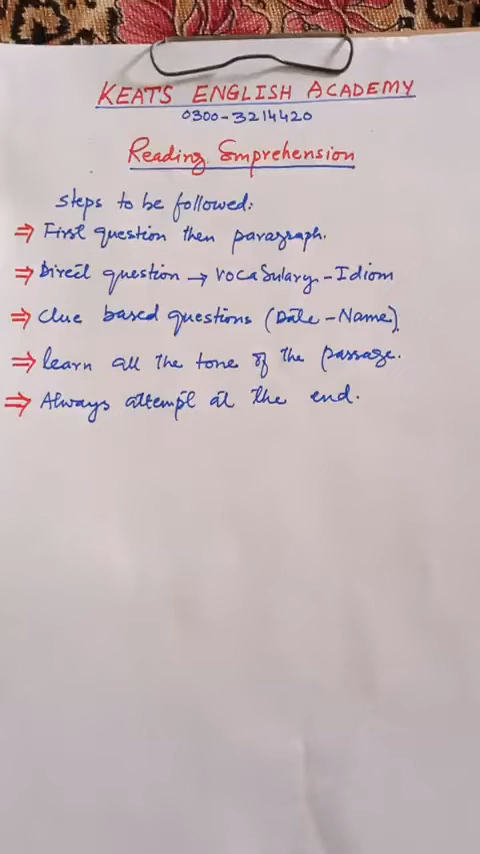 KEATS ENGLISH ACADEMY
0300-3214420
Reading Comprehension
steps to be followed:
⇒ First question then paragraph.
⇒ Direct question → vocabulary - Idiom
⇒ Clue based questions (Date - Name)
⇒ learn all the tone of the passage.
⇒ Always attempt at the end.